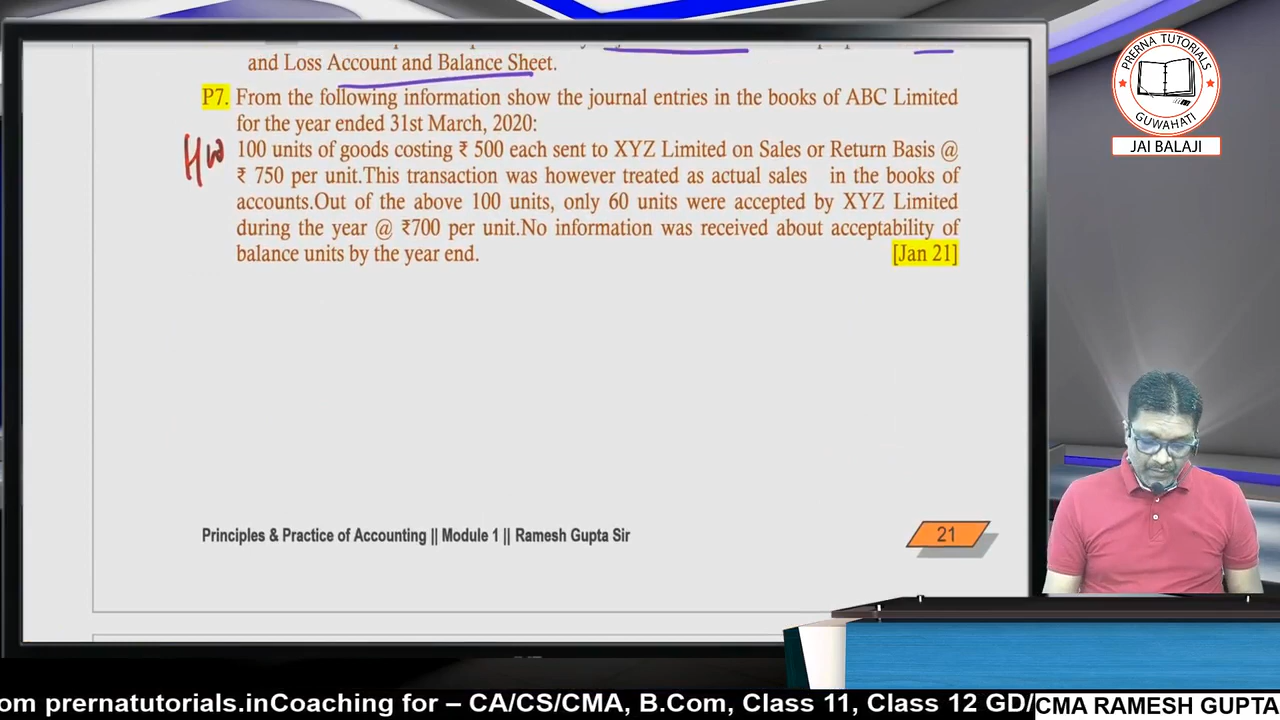 and Loss Account and Balance Sheet.
P7. From the following information show the journal entries in the books of ABC Limited
for the year ended 31st March, 2020:
HW
100 units of goods costing ₹ 500 each sent to XYZ Limited on Sales or Return Basis @
₹ 750 per unit.This transaction was however treated as actual sales in the books of
accounts.Out of the above 100 units, only 60 units were accepted by XYZ Limited
during the year @ ₹700 per unit.No information was received about acceptability of
balance units by the year end. [Jan 21]
Principles & Practice of Accounting || Module 1 || Ramesh Gupta Sir
21
PRERNA TUTORIALS
GUWAHATI
JAI BALAJI
om prernatutorials.inCoaching for – CA/CS/CMA, B.Com, Class 11, Class 12 GD/
CMA RAMESH GUPTA